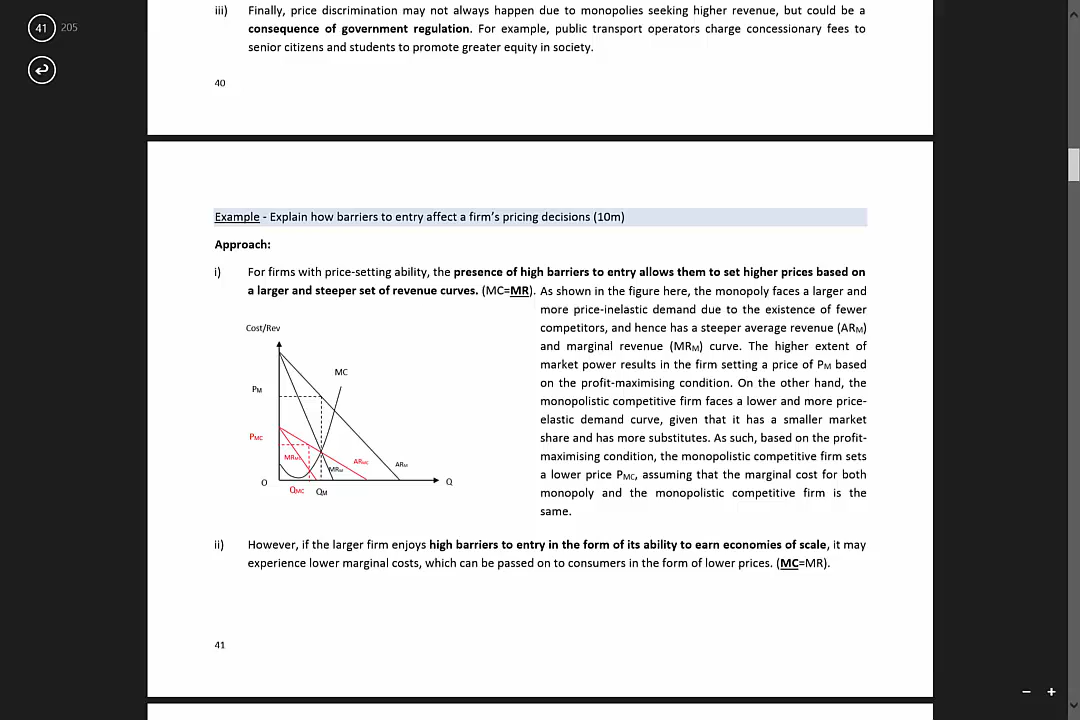 41 205
iii) Finally, price discrimination may not always happen due to monopolies seeking higher revenue, but could be a
consequence of government regulation. For example, public transport operators charge concessionary fees to
senior citizens and students to promote greater equity in society.
40
Example - Explain how barriers to entry affect a firm's pricing decisions (10m)
Approach:
i) For firms with price-setting ability, the presence of high barriers to entry allows them to set higher prices based on
a larger and steeper set of revenue curves. (MC=MR). As shown in the figure here, the monopoly faces a larger and
more price-inelastic demand due to the existence of fewer
competitors, and hence has a steeper average revenue (ARM)
and marginal revenue (MRM) curve. The higher extent of
market power results in the firm setting a price of PM based
on the profit-maximising condition. On the other hand, the
monopolistic competitive firm faces a lower and more price-
elastic demand curve, given that it has a smaller market
share and has more substitutes. As such, based on the profit-
maximising condition, the monopolistic competitive firm sets
a lower price PMC, assuming that the marginal cost for both
monopoly and the monopolistic competitive firm is the
same.
Cost/Rev
MC
PM
PMC
MRMC
ARMC
ARM
MRM
O
Q
QMC
QM
ii) However, if the larger firm enjoys high barriers to entry in the form of its ability to earn economies of scale, it may
experience lower marginal costs, which can be passed on to consumers in the form of lower prices. (MC=MR).
41